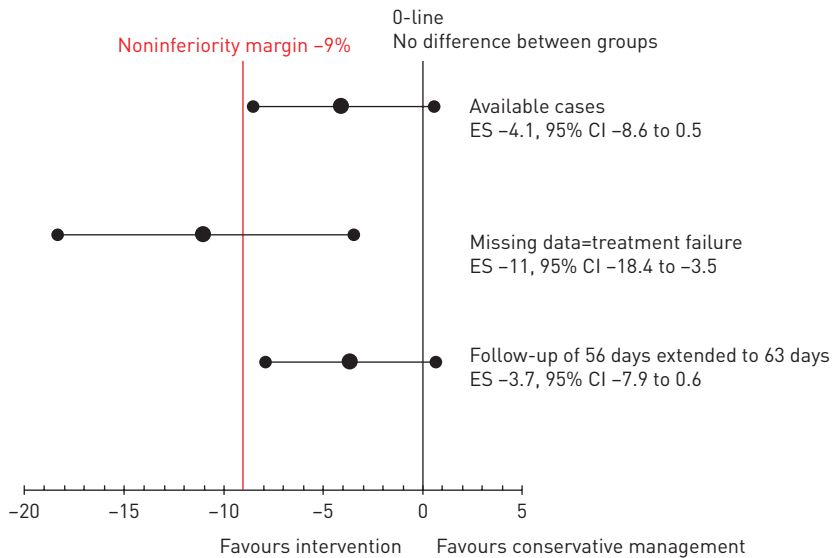 0-line
Noninferiority margin –9%
No difference between groups
Available cases
ES –4.1, 95% CI –8.6 to 0.5
Missing data=treatment failure
ES –11, 95% CI –18.4 to –3.5
Follow-up of 56 days extended to 63 days
ES –3.7, 95% CI –7.9 to 0.6
–20 –15 –10 –5 0 5
Favours intervention Favours conservative management